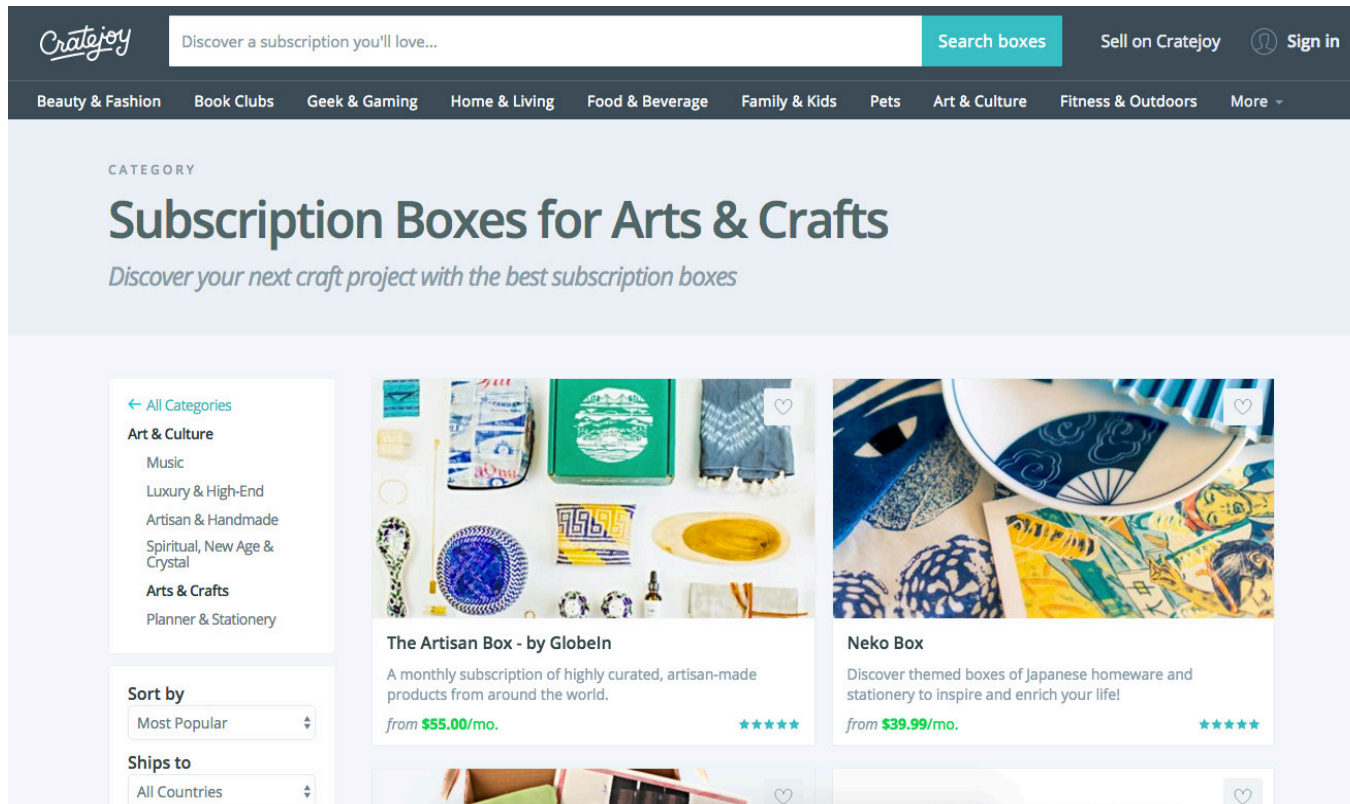 Cratejoy
Discover a subscription you'll love...
Search boxes
Sell on Cratejoy
Sign in
Beauty & Fashion
Book Clubs
Geek & Gaming
Home & Living
Food & Beverage
Family & Kids
Pets
Art & Culture
Fitness & Outdoors
More
CATEGORY
Subscription Boxes for Arts & Crafts
Discover your next craft project with the best subscription boxes
← All Categories
Art & Culture
Music
Luxury & High-End
Artisan & Handmade
Spiritual, New Age &
Crystal
Arts & Crafts
Planner & Stationery
Sort by
Most Popular
Ships to
All Countries
The Artisan Box - by GlobeIn
A monthly subscription of highly curated, artisan-made
products from around the world.
from $55.00/mo.
Neko Box
Discover themed boxes of Japanese homeware and
stationery to inspire and enrich your life!
from $39.99/mo.